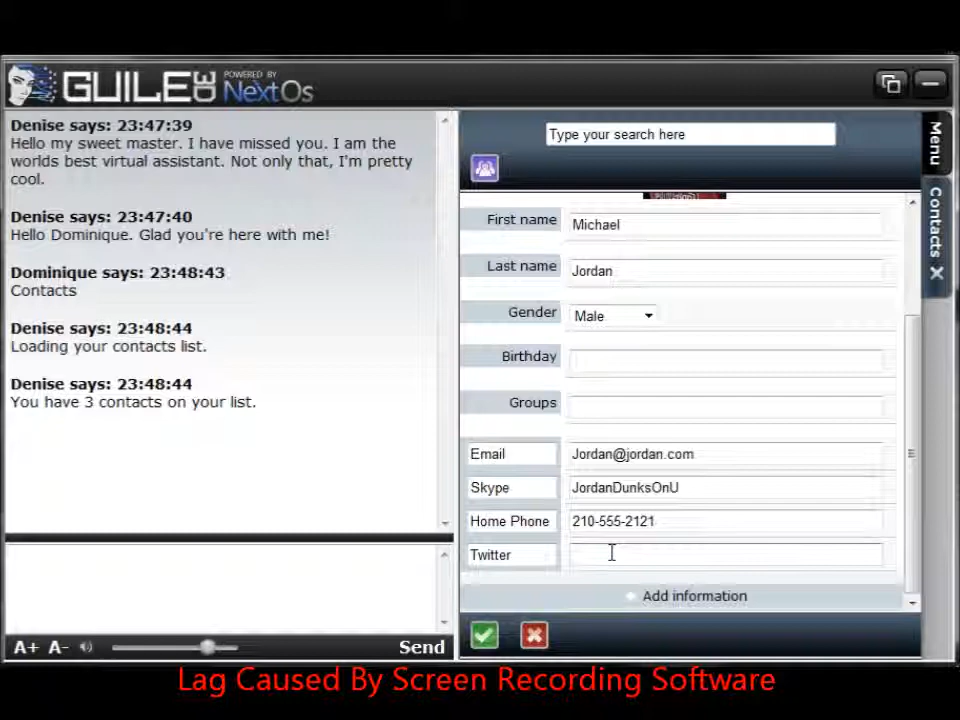 GUILE 3D POWERED BY NextOs
Denise says: 23:47:39
Hello my sweet master. I have missed you. I am the
worlds best virtual assistant. Not only that, I'm pretty
cool.
Denise says: 23:47:40
Hello Dominique. Glad you're here with me!
Dominique says: 23:48:43
Contacts
Denise says: 23:48:44
Loading your contacts list.
Denise says: 23:48:44
You have 3 contacts on your list.
A+ A- Send
Type your search here
First name Michael
Last name Jordan
Gender Male
Birthday
Groups
Email Jordan@jordan.com
Skype JordanDunksOnU
Home Phone 210-555-2121
Twitter
Add information
Menu
Contacts
Lag Caused By Screen Recording Software